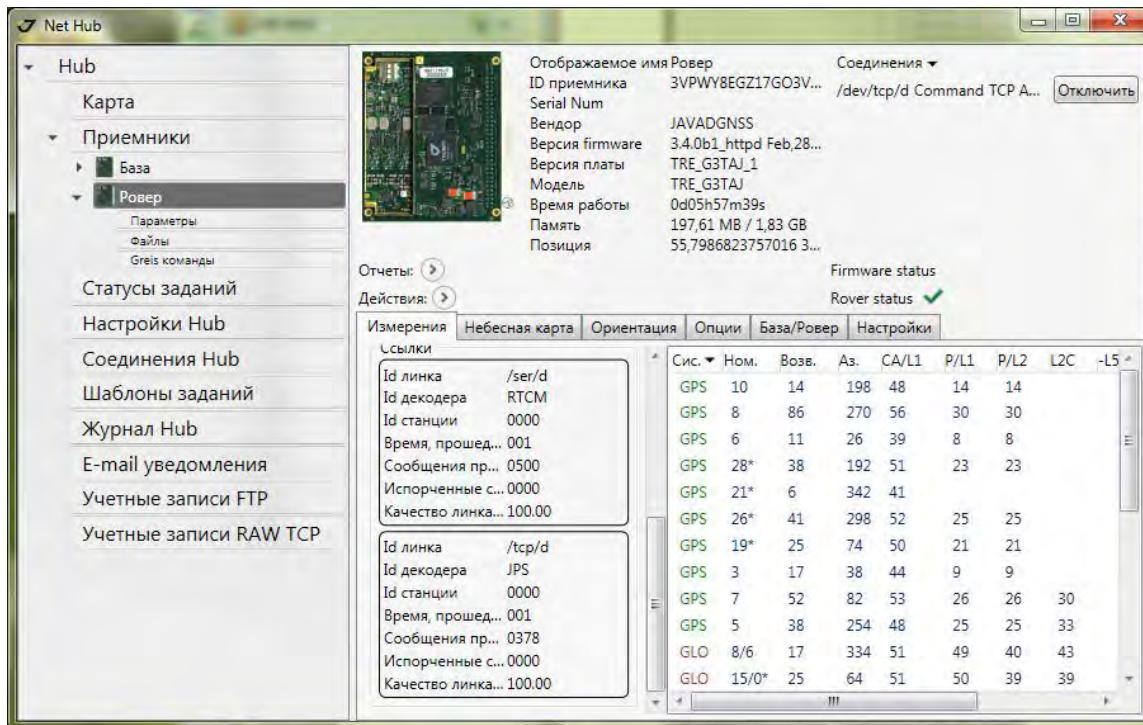 Net Hub
Hub
Карта
Приемники
База
Ровер
Параметры
Файлы
Greis команды
Статусы заданий
Настройки Hub
Соединения Hub
Шаблоны заданий
Журнал Hub
E-mail уведомления
Учетные записи FTP
Учетные записи RAW TCP
Отображаемое имя Ровер
ID приемника 3VPWY8EGZ17GO3V...
Serial Num
Вендор JAVADGNSS
Версия firmware 3.4.0b1_httpd Feb,28...
Версия платы TRE_G3TAJ_1
Модель TRE_G3TAJ
Время работы 0d05h57m39s
Память 197,61 MB / 1,83 GB
Позиция 55,7986823757016 3...
Соединения
/dev/tcp/d Command TCP A... Отключить
Отчеты:
Действия:
Firmware status
Rover status
Измерения Небесная карта Ориентация Опции База/Ровер Настройки
Ссылки
Id линка /ser/d
Id декодера RTCM
Id станции 0000
Время, прошед... 001
Сообщения пр... 0500
Испорченные с... 0000
Качество линка... 100.00
Id линка /tcp/d
Id декодера JPS
Id станции 0000
Время, прошед... 001
Сообщения пр... 0378
Испорченные с... 0000
Качество линка... 100.00
Сис. Ном. Возв. Аз. CA/L1 P/L1 P/L2 L2C -L5
GPS 10 14 198 48 14 14
GPS 8 86 270 56 30 30
GPS 6 11 26 39 8 8
GPS 28* 38 192 51 23 23
GPS 21* 6 342 41
GPS 26* 41 298 52 25 25
GPS 19* 25 74 50 21 21
GPS 3 17 38 44 9 9
GPS 7 52 82 53 26 26 30
GPS 5 38 254 48 25 25 33
GLO 8/6 17 334 51 49 40 43
GLO 15/0* 25 64 51 50 39 39